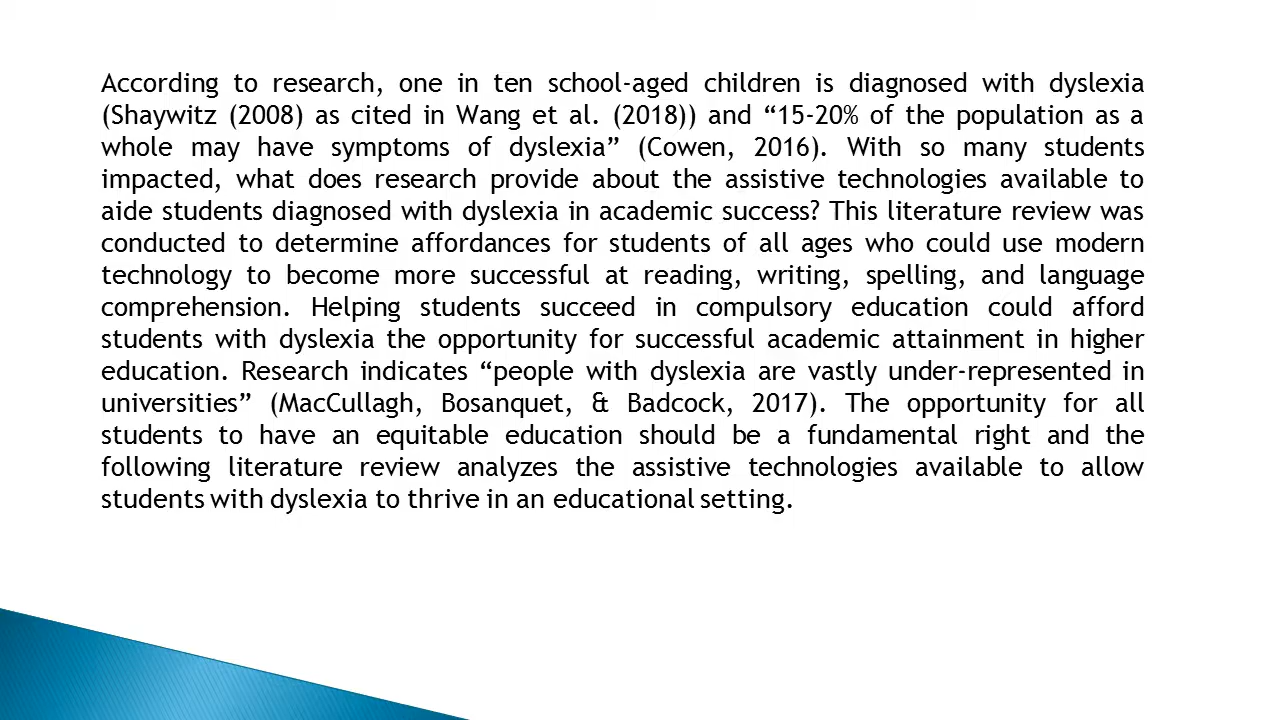 According to research, one in ten school-aged children is diagnosed with dyslexia
(Shaywitz (2008) as cited in Wang et al. (2018)) and “15-20% of the population as a
whole may have symptoms of dyslexia” (Cowen, 2016). With so many students
impacted, what does research provide about the assistive technologies available to
aide students diagnosed with dyslexia in academic success? This literature review was
conducted to determine affordances for students of all ages who could use modern
technology to become more successful at reading, writing, spelling, and language
comprehension. Helping students succeed in compulsory education could afford
students with dyslexia the opportunity for successful academic attainment in higher
education. Research indicates “people with dyslexia are vastly under-represented in
universities” (MacCullagh, Bosanquet, & Badcock, 2017). The opportunity for all
students to have an equitable education should be a fundamental right and the
following literature review analyzes the assistive technologies available to allow
students with dyslexia to thrive in an educational setting.